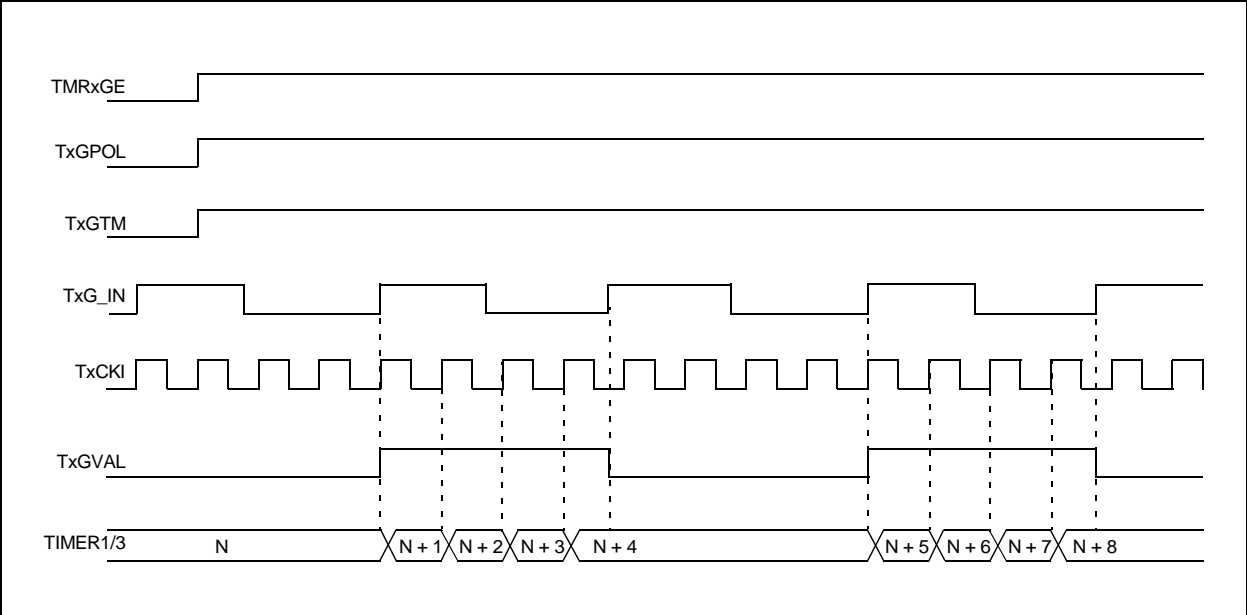 TMRxGE
TxGPOL
TxGTM
TxG_IN
TxCKI
TxGVAL
TIMER1/3 N N + 1 N + 2 N + 3 N + 4 N + 5 N + 6 N + 7 N + 8